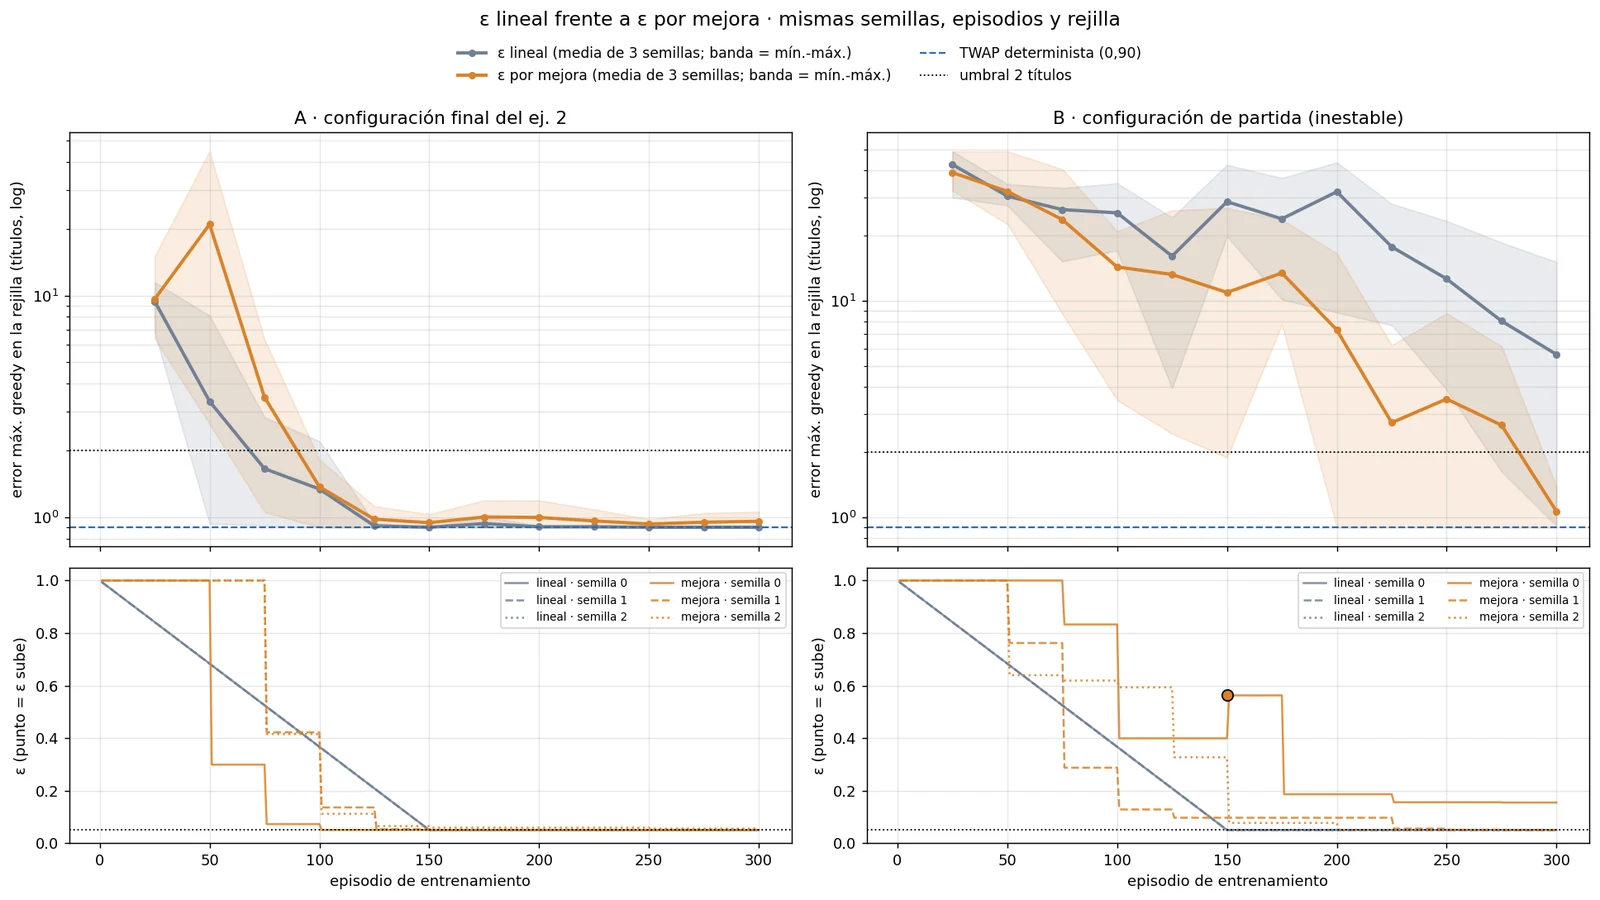 ε lineal frente a ε por mejora · mismas semillas, episodios y rejilla
ε lineal (media de 3 semillas; banda = mín.-máx.)
ε por mejora (media de 3 semillas; banda = mín.-máx.)
TWAP determinista (0,90)
umbral 2 títulos
A · configuración final del ej. 2
error máx. greedy en la rejilla (títulos, log)
10¹
10⁰
B · configuración de partida (inestable)
error máx. greedy en la rejilla (títulos, log)
10¹
10⁰
ε (punto = ε sube)
1.0
0.8
0.6
0.4
0.2
0.0
lineal · semilla 0
lineal · semilla 1
lineal · semilla 2
mejora · semilla 0
mejora · semilla 1
mejora · semilla 2
0 50 100 150 200 250 300
episodio de entrenamiento
ε (punto = ε sube)
1.0
0.8
0.6
0.4
0.2
0.0
lineal · semilla 0
lineal · semilla 1
lineal · semilla 2
mejora · semilla 0
mejora · semilla 1
mejora · semilla 2
0 50 100 150 200 250 300
episodio de entrenamiento